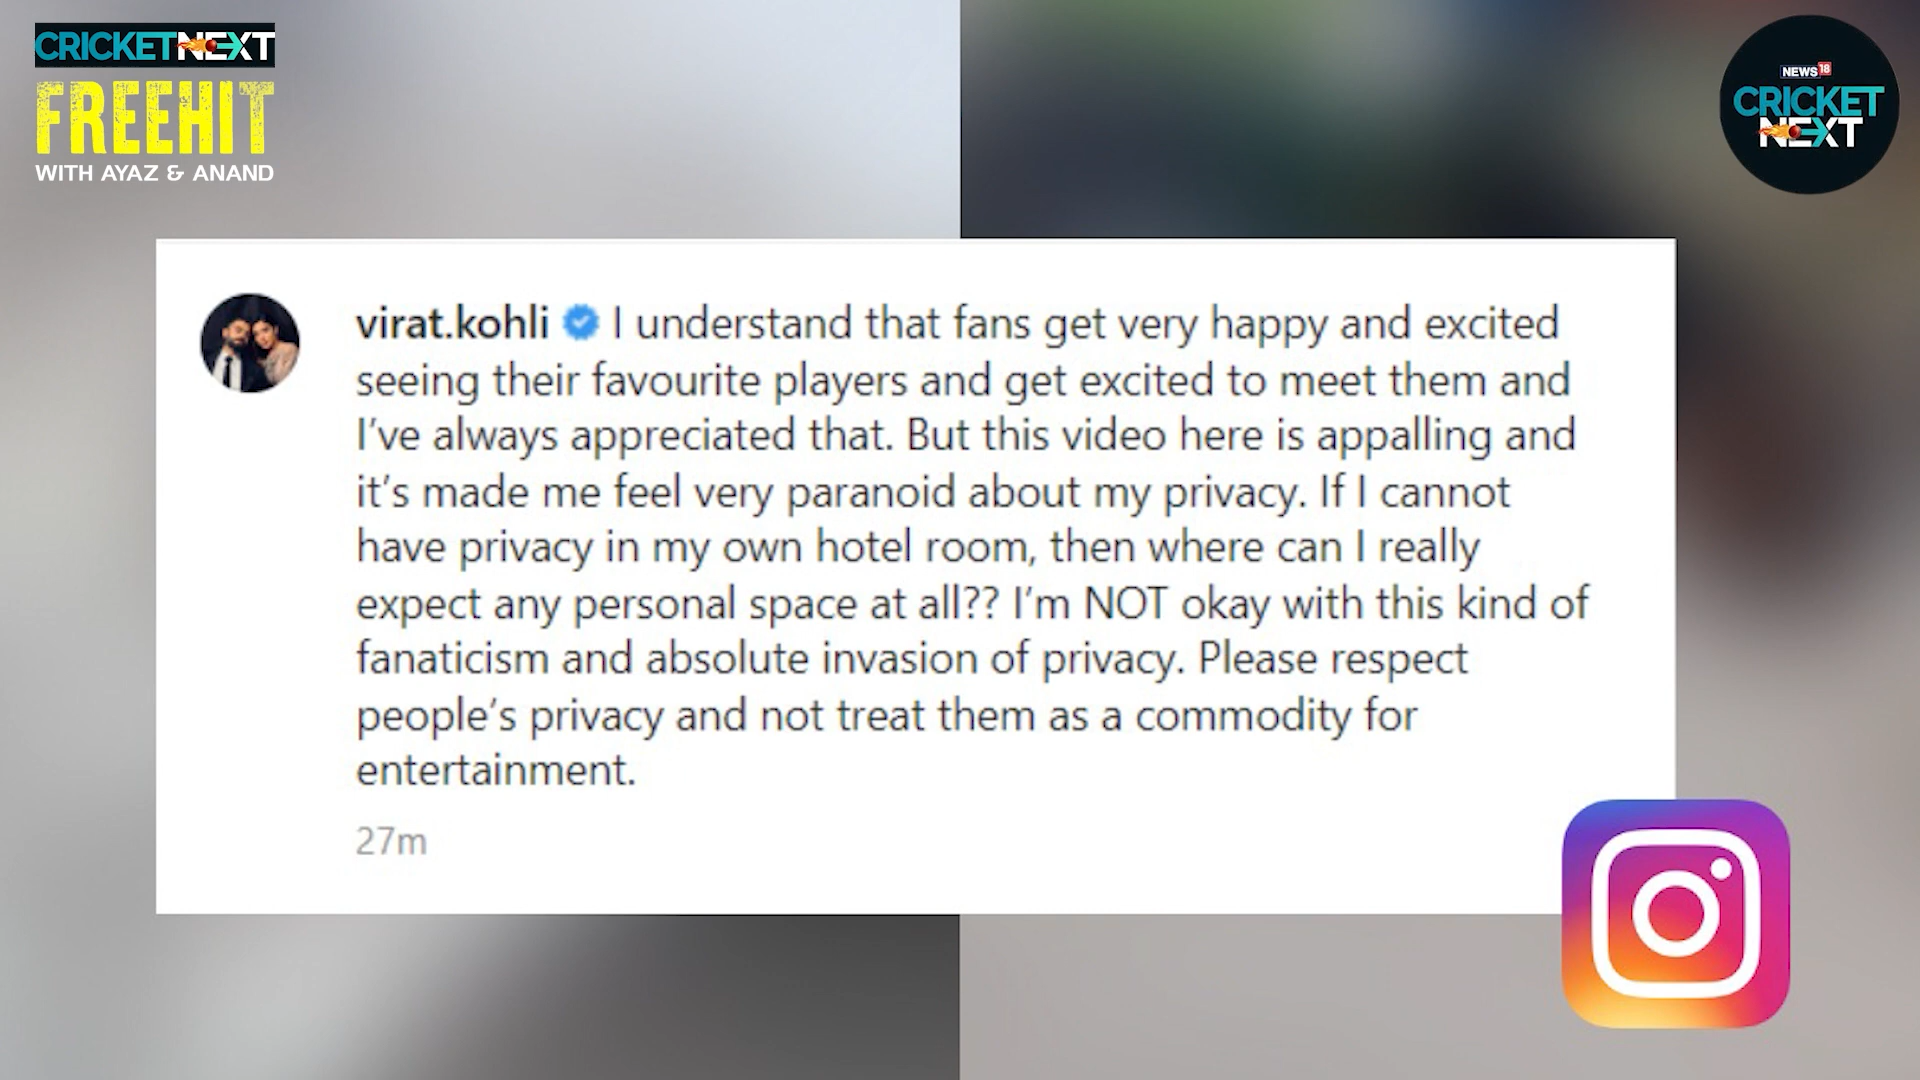 CRICKETNEXT
FREEHIT
WITH AYAZ & ANAND
NEWS18
CRICKET
NEXT
virat.kohli I understand that fans get very happy and excited
seeing their favourite players and get excited to meet them and
I've always appreciated that. But this video here is appalling and
it's made me feel very paranoid about my privacy. If I cannot
have privacy in my own hotel room, then where can I really
expect any personal space at all?? I'm NOT okay with this kind of
fanaticism and absolute invasion of privacy. Please respect
people's privacy and not treat them as a commodity for
entertainment.
27m